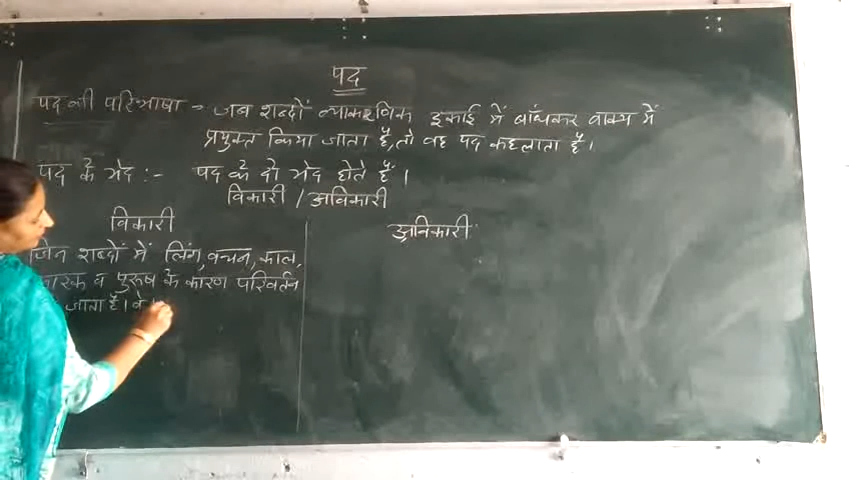 पद
पद की परिभाषा → जब शब्दों व्याकरणिक इकाई में बाँधकर वाक्य में
प्रयुक्त किया जाता है, तो वह पद कहलाता है।
पद के भेद :- पद के दो भेद होते हैं।
विकारी / अविकारी
विकारी
अविकारी
जिन शब्दों में लिंग, वचन, काल,
कारक व पुरूष के कारण परिवर्तन
जाता है। वे